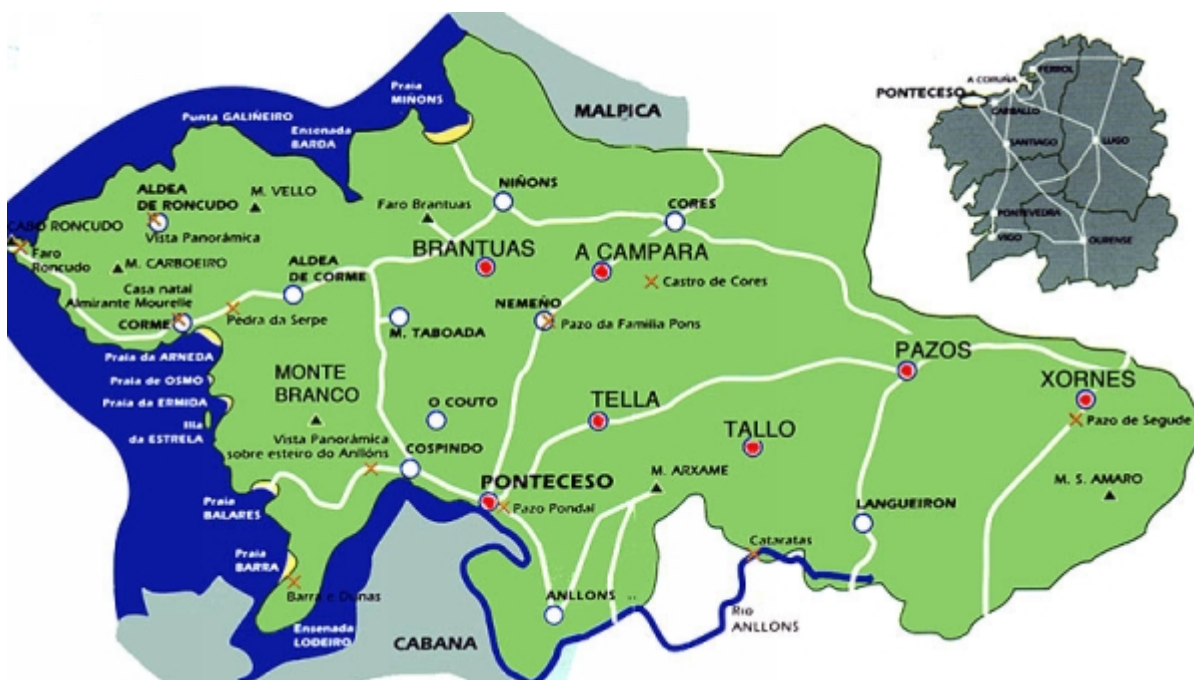 Praia
MIÑONS
MALPICA
Punta GALIÑEIRO
Ensenada
BARDA
ALDEA
DE RONCUDO
M. VELLO
Vista Panorámica
CABO RONCUDO
Faro
Roncudo
M. CARBOEIRO
Faro Brantuas
NIÑONS
CORES
BRANTUAS
A CAMPARA
Castro de Cores
ALDEA
DE CORME
Casa natal
Almirante Mourelle
CORME
Pedra da Serpe
M. TABOADA
NEMEÑO
Pazo da Familia Pons
Praia da ARNEDA
Praia de OSMO
Praia da ERMIDA
Illa
da ESTRELA
MONTE
BRANCO
O COUTO
TELLA
TALLO
PAZOS
XORNES
Pazo de Segude
Vista Panorámica
sobre esteiro do Anllóns
COSPINDO
PONTECESO
Pazo Pondal
M. ARXAME
LANGUEIRON
M. S. AMARO
Praia
BALARES
Praia
BARRA
Barra e Dunas
Ensenada
LODEIRO
CABANA
ANLLONS ..
Cataratas
Rio
ANLLONS
A CORUÑA
FERROL
PONTECESO
CARBALLO
SANTIAGO
LUGO
PONTEVEDRA
VIGO
OURENSE